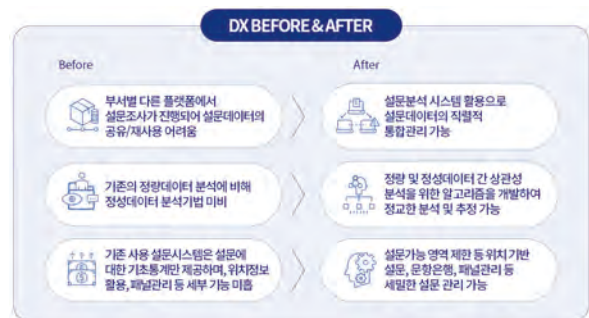 DX BEFORE & AFTER
Before
After
부서별 다른 플랫폼에서
설문조사가 진행되어 설문데이터의
공유/재사용 어려움
설문분석 시스템 활용으로
설문데이터의 직렬적
통합관리 가능
기존의 정량데이터 분석에 비해
정성데이터 분석기법 미비
정량 및 정성데이터 간 상관성
분석을 위한 알고리즘을 개발하여
정교한 분석 및 추정 가능
기존 사용 설문시스템은 설문에
대한 기초통계만 제공하며, 위치정보
활용, 패널관리 등 세부 기능 미흡
설문가능 영역 제한 등 위치 기반
설문, 문항은행, 패널관리 등
세밀한 설문 관리 가능